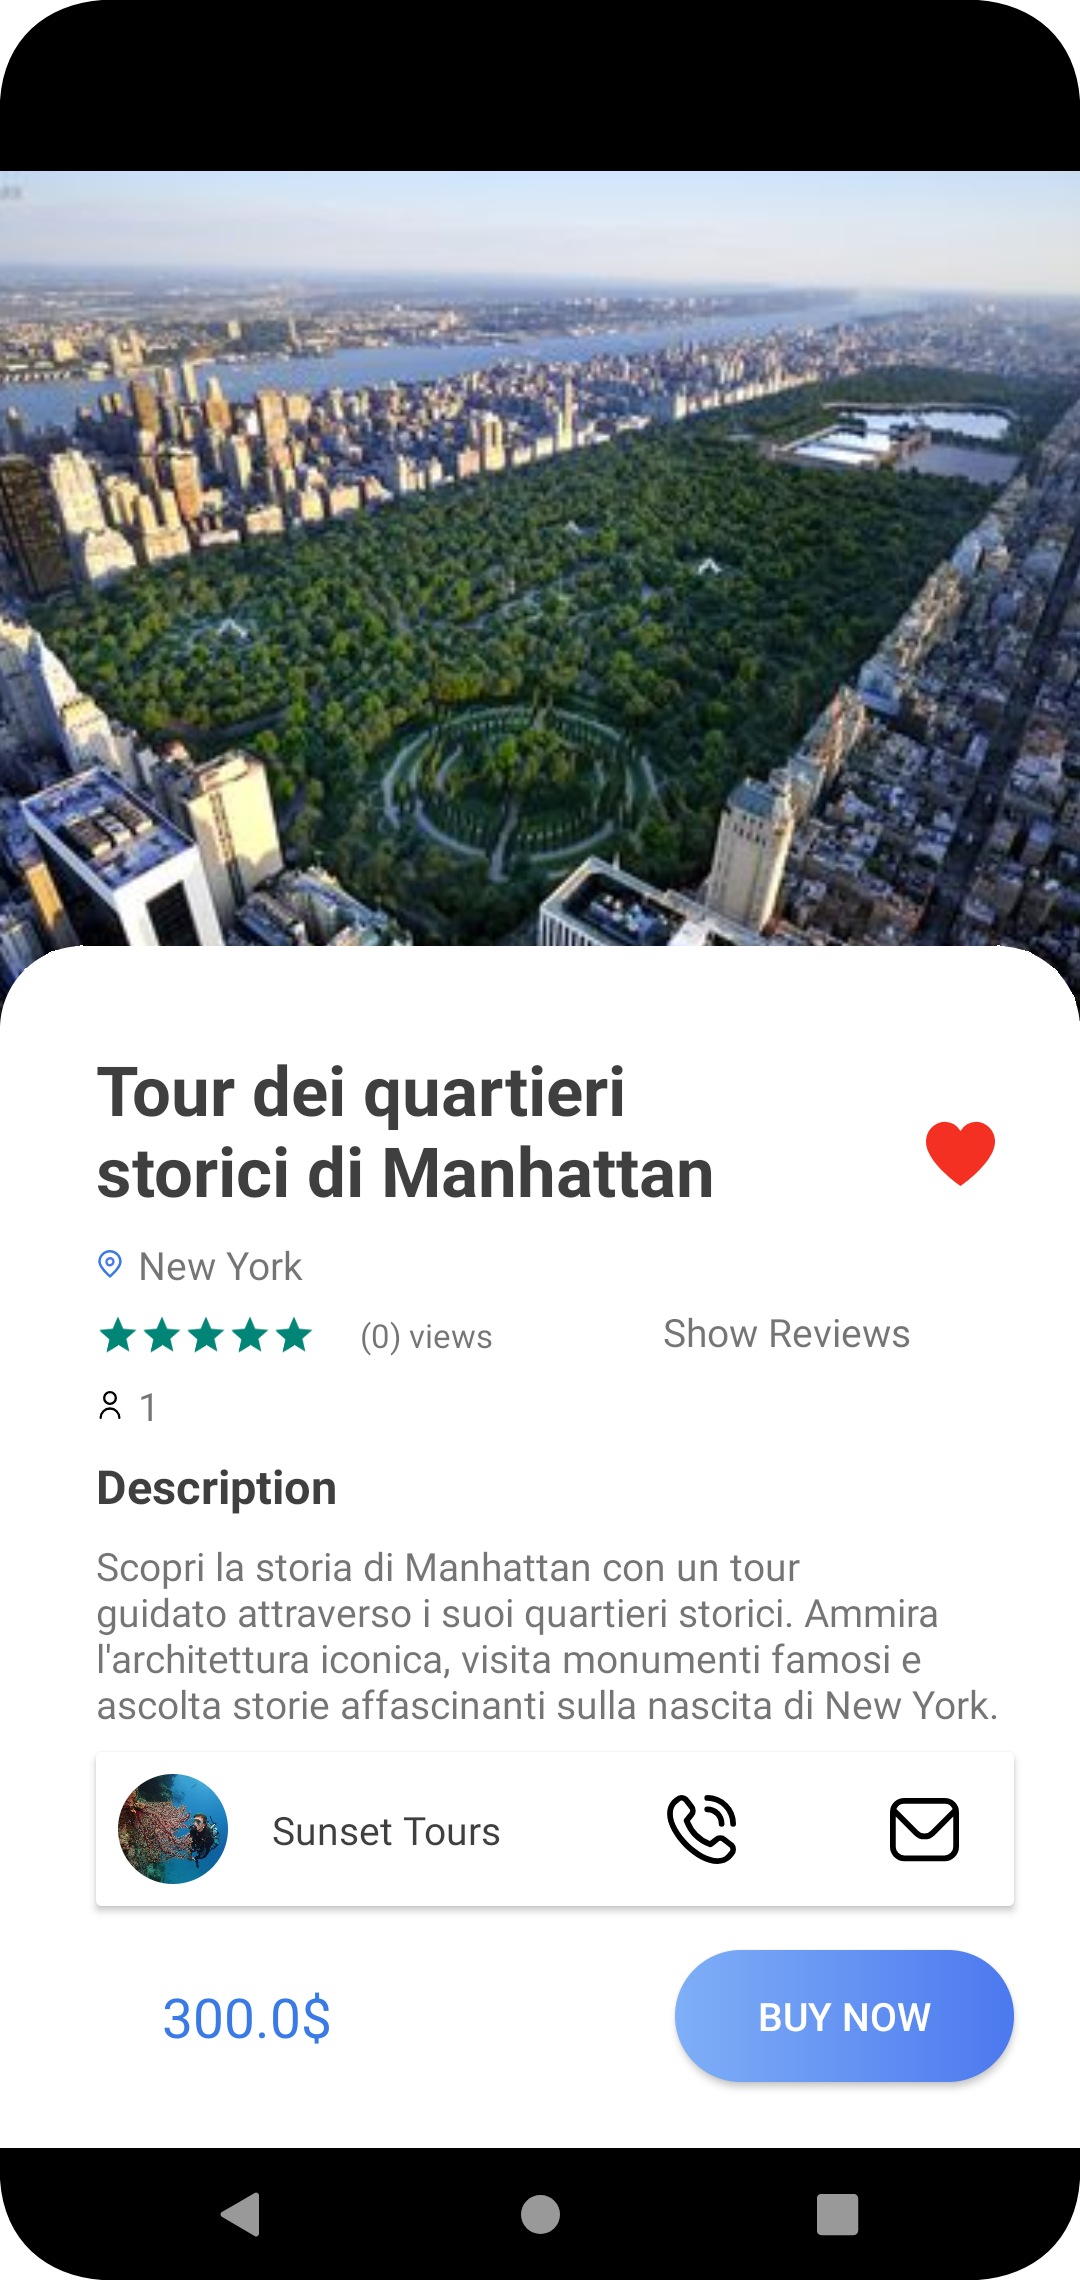 Tour dei quartieri
storici di Manhattan
New York
(0) views
Show Reviews
1
Description
Scopri la storia di Manhattan con un tour
guidato attraverso i suoi quartieri storici. Ammira
l'architettura iconica, visita monumenti famosi e
ascolta storie affascinanti sulla nascita di New York.
Sunset Tours
300.0$
BUY NOW